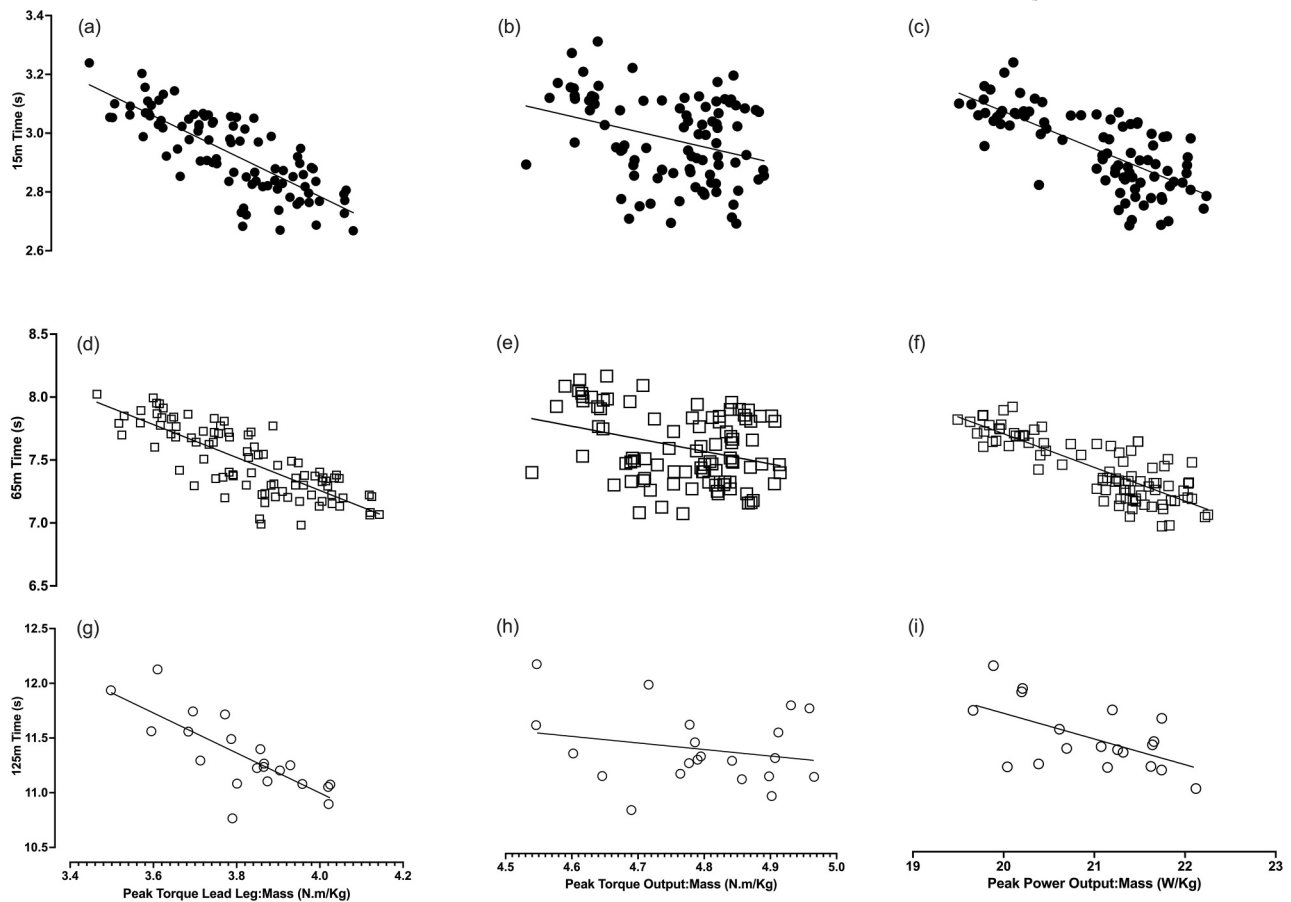 (a)
(b)
(c)
3.4
3.2
3.0
2.8
2.6
15m Time (s)
(d)
(e)
(f)
8.5
8.0
7.5
7.0
6.5
65m Time (s)
(g)
(h)
(i)
12.5
12.0
11.5
11.0
10.5
125m Time (s)
3.4 3.6 3.8 4.0 4.2
Peak Torque Lead Leg:Mass (N.m/Kg)
4.5 4.6 4.7 4.8 4.9 5.0
Peak Torque Output:Mass (N.m/Kg)
19 20 21 22 23
Peak Power Output:Mass (W/Kg)